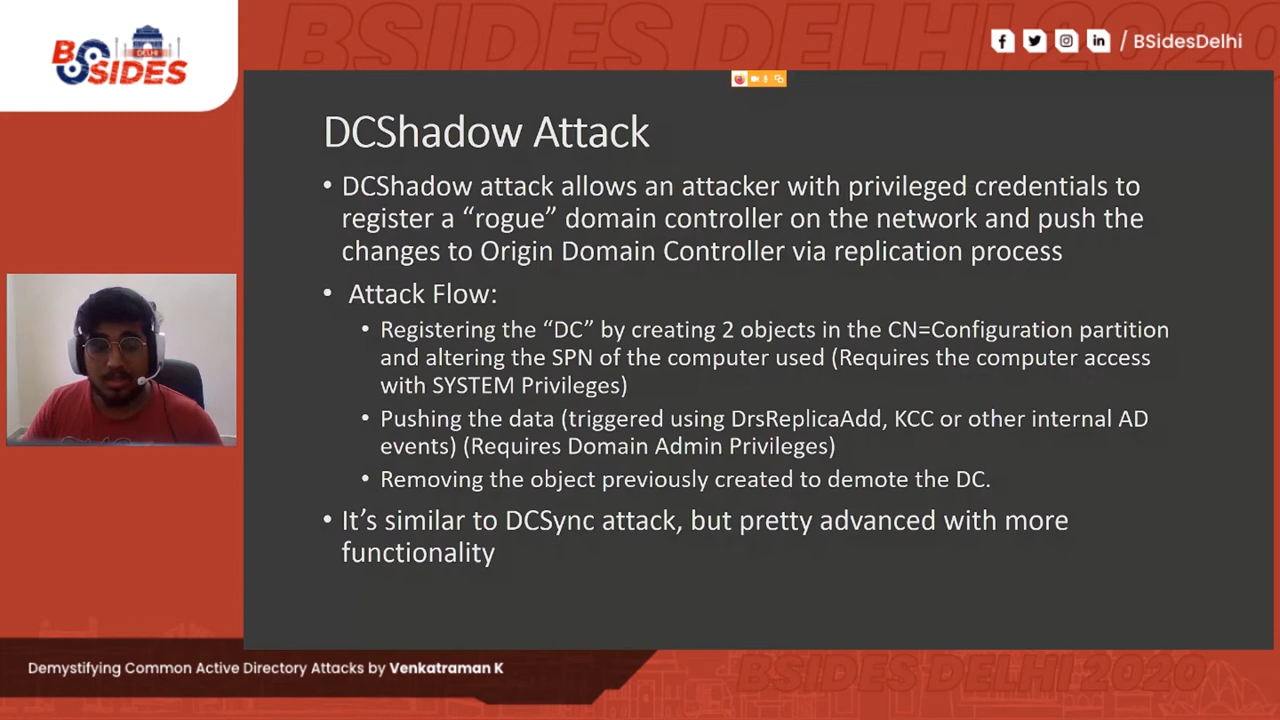 BSIDES
DELHI
BSIDES DELHI 2020
/ BSidesDelhi
DCShadow Attack
• DCShadow attack allows an attacker with privileged credentials to
register a “rogue” domain controller on the network and push the
changes to Origin Domain Controller via replication process
• Attack Flow:
• Registering the “DC” by creating 2 objects in the CN=Configuration partition
and altering the SPN of the computer used (Requires the computer access
with SYSTEM Privileges)
• Pushing the data (triggered using DrsReplicaAdd, KCC or other internal AD
events) (Requires Domain Admin Privileges)
• Removing the object previously created to demote the DC.
• It’s similar to DCSync attack, but pretty advanced with more
functionality
Demystifying Common Active Directory Attacks by Venkatraman K
BSIDES DELHI 2020